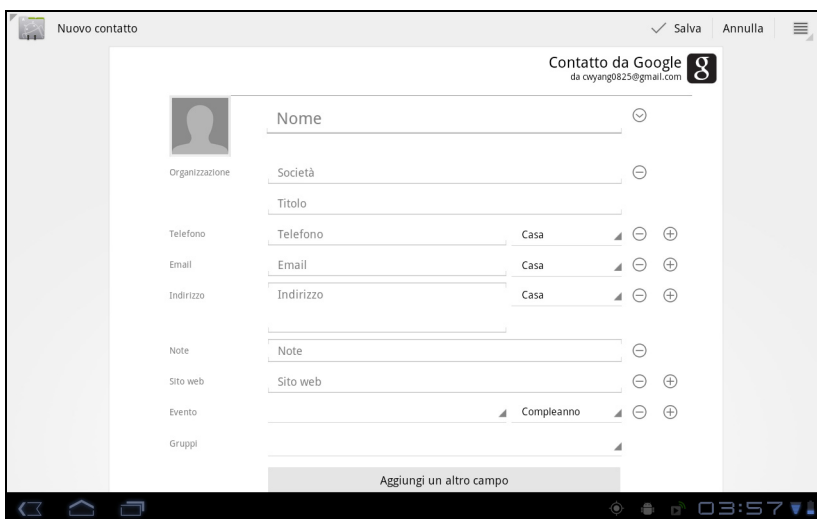 Nuovo contatto
Salva
Annulla
Contatto da Google
da cwyang0825@gmail.com
g
Nome
Organizzazione
Società
Titolo
Telefono
Telefono
Casa
Email
Email
Casa
Indirizzo
Indirizzo
Casa
Note
Note
Sito web
Sito web
Evento
Compleanno
Gruppi
Aggiungi un altro campo
03:57